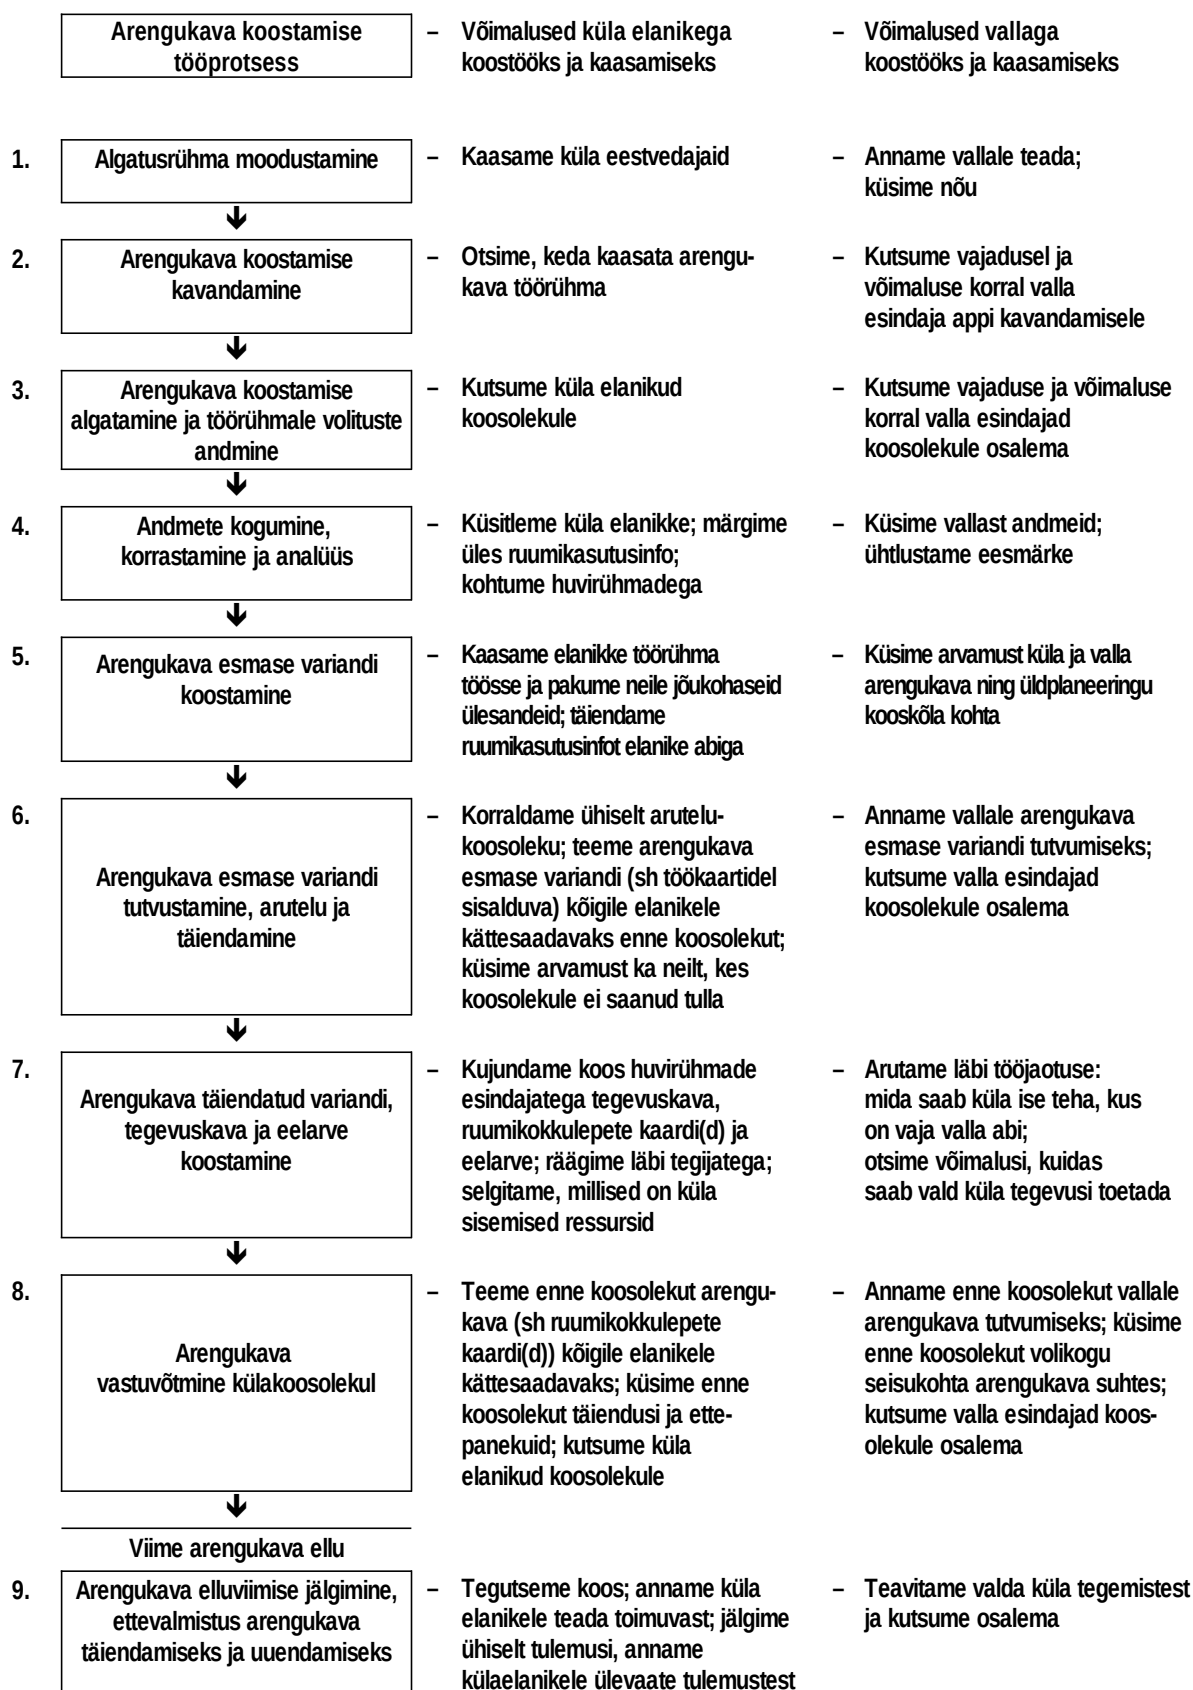 Arengukava koostamise
tööprotsess
– Võimalused küla elanikega
koostööks ja kaasamiseks
– Võimalused vallaga
koostööks ja kaasamiseks
1.
Algatusrühma moodustamine
– Kaasame küla eestvedajaid
– Anname vallale teada;
küsime nõu
2.
Arengukava koostamise
kavandamine
– Otsime, keda kaasata arengu-
kava töörühma
– Kutsume vajadusel ja
võimaluse korral valla
esindaja appi kavandamisele
3.
Arengukava koostamise
algatamine ja töörühmale volituste
andmine
– Kutsume küla elanikud
koosolekule
– Kutsume vajaduse ja võimaluse
korral valla esindajad
koosolekule osalema
4.
Andmete kogumine,
korrastamine ja analüüs
– Küsitleme küla elanikke; märgime
üles ruumikasutusinfo;
kohtume huvirühmadega
– Küsime vallast andmeid;
ühtlustame eesmärke
5.
Arengukava esmase variandi
koostamine
– Kaasame elanikke töörühma
töösse ja pakume neile jõukohaseid
ülesandeid; täiendame
ruumikasutusinfot elanike abiga
– Küsime arvamust küla ja valla
arengukava ning üldplaneeringu
kooskõla kohta
6.
Arengukava esmase variandi
tutvustamine, arutelu ja
täiendamine
– Korraldame ühiselt arutelu-
koosoleku; teeme arengukava
esmase variandi (sh töökaartidel
sisalduva) kõigile elanikele
kättesaadavaks enne koosolekut;
küsime arvamust ka neilt, kes
koosolekule ei saanud tulla
– Anname vallale arengukava
esmase variandi tutvumiseks;
kutsume valla esindajad
koosolekule osalema
7.
Arengukava täiendatud variandi,
tegevuskava ja eelarve
koostamine
– Kujundame koos huvirühmade
esindajatega tegevuskava,
ruumikokkulepete kaardi(d) ja
eelarve; räägime läbi tegijatega;
selgitame, millised on küla
sisemised ressursid
– Arutame läbi tööjaotuse:
mida saab küla ise teha, kus
on vaja valla abi;
otsime võimalusi, kuidas
saab vald küla tegevusi toetada
8.
Arengukava
vastuvõtmine külakoosolekul
– Teeme enne koosolekut arengu-
kava (sh ruumikokkulepete
kaardi(d)) kõigile elanikele
kättesaadavaks; küsime enne
koosolekut täiendusi ja ette-
panekuid; kutsume küla
elanikud koosolekule
– Anname enne koosolekut vallale
arengukava tutvumiseks; küsime
enne koosolekut volikogu
seisukohta arengukava suhtes;
kutsume valla esindajad koos-
olekule osalema
Viime arengukava ellu
9.
Arengukava elluviimise jälgimine,
ettevalmistus arengukava
täiendamiseks ja uuendamiseks
– Tegutseme koos; anname küla
elanikele teada toimuvast; jälgime
ühiselt tulemusi, anname
külaelanikele ülevaate tulemustest
– Teavitame valda küla tegemistest
ja kutsume osalema